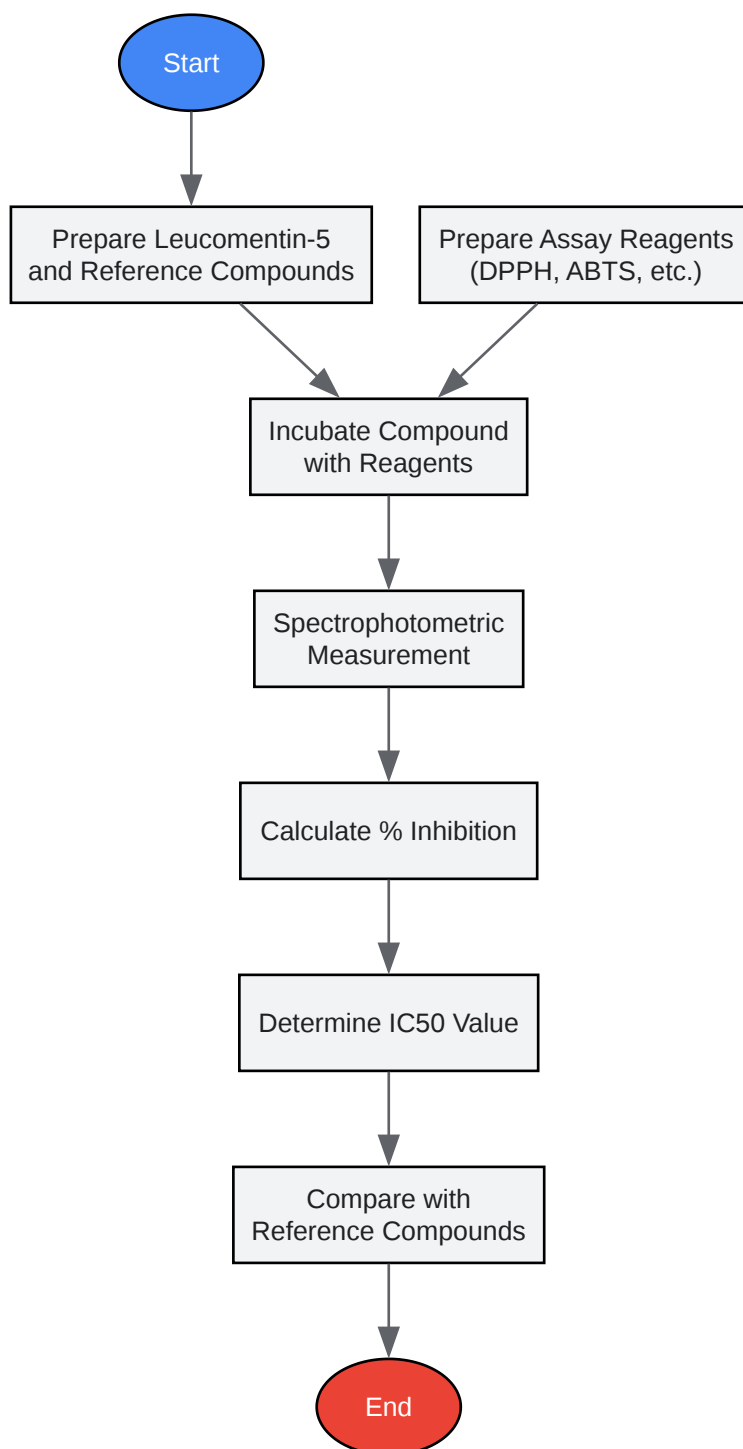 Start
Prepare Leucomentin-5
and Reference Compounds
Prepare Assay Reagents
(DPPH, ABTS, etc.)
Incubate Compound
with Reagents
Spectrophotometric
Measurement
Calculate % Inhibition
Determine IC50 Value
Compare with
Reference Compounds
End